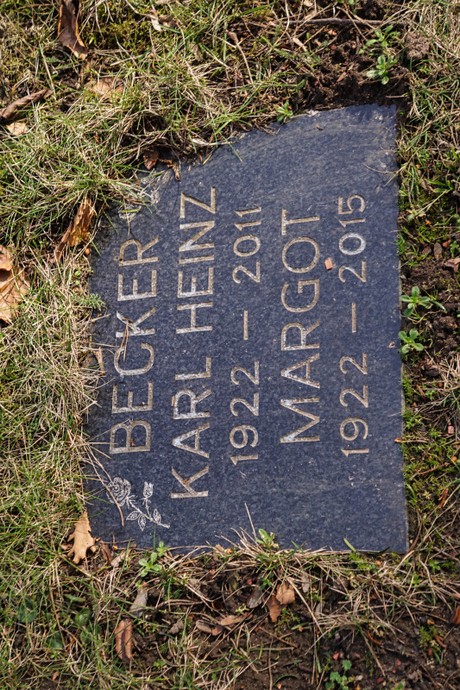 BECKER
KARL HEINZ
1922 — 2011
MARGOT
1922 — 2015